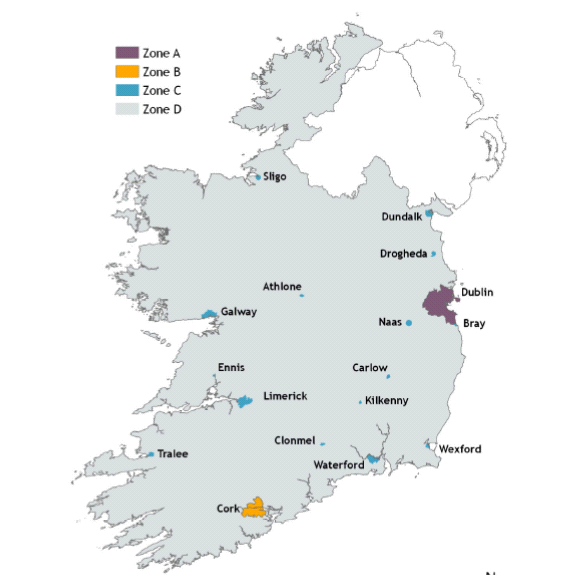 Zone A
Zone B
Zone C
Zone D
Sligo
Dundalk
Drogheda
Athlone
Dublin
Galway
Naas
Bray
Ennis
Carlow
Limerick
Kilkenny
Clonmel
Wexford
Tralee
Waterford
Cork